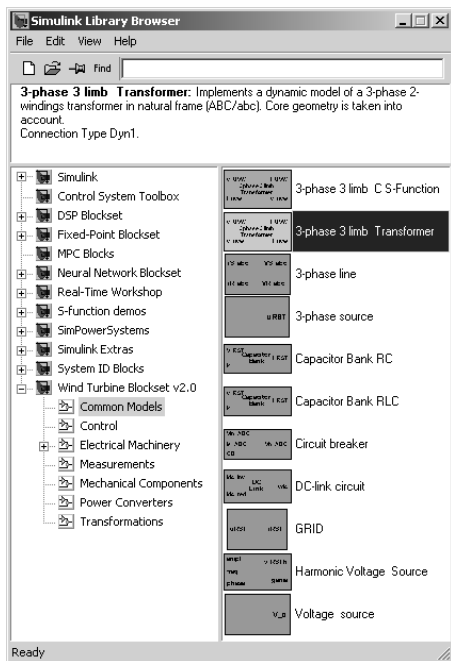 Simulink Library Browser
File Edit View Help
Find
3-phase 3 limb Transformer: Implements a dynamic model of a 3-phase 2-
windings transformer in natural frame (ABC/abc). Core geometry is taken into
account.
Connection Type Dyn1.
Simulink
Control System Toolbox
DSP Blockset
Fixed-Point Blockset
MPC Blocks
Neural Network Blockset
Real-Time Workshop
S-function demos
SimPowerSystems
Simulink Extras
System ID Blocks
Wind Turbine Blockset v2.0
Common Models
Control
Electrical Machinery
Measurements
Mechanical Components
Power Converters
Transformations
3-phase 3 limb C S-Function
3-phase 3 limb Transformer
3-phase line
3-phase source
Capacitor Bank RC
Capacitor Bank RLC
Circuit breaker
DC-link circuit
GRID
Harmonic Voltage Source
Voltage source
Ready